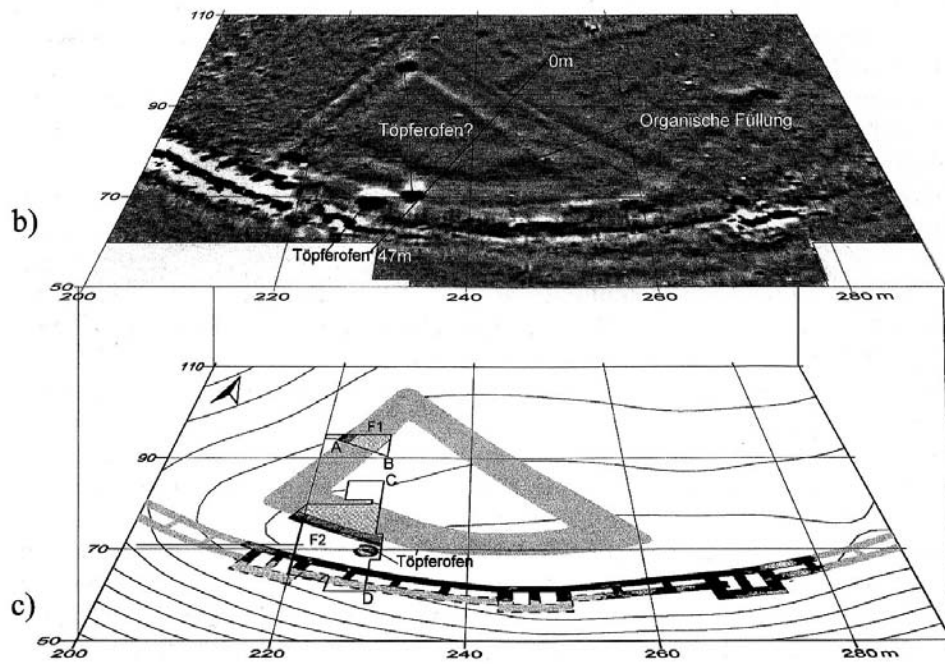 110
0m
90
Töpferofen?
Organische Füllung
70
b)
Töpferofen 47m
50
200
220
240
260
280 m
110
F1
A
B
90
C
F2
Töpferofen
70
c)
D
50
200
220
240
260
280 m